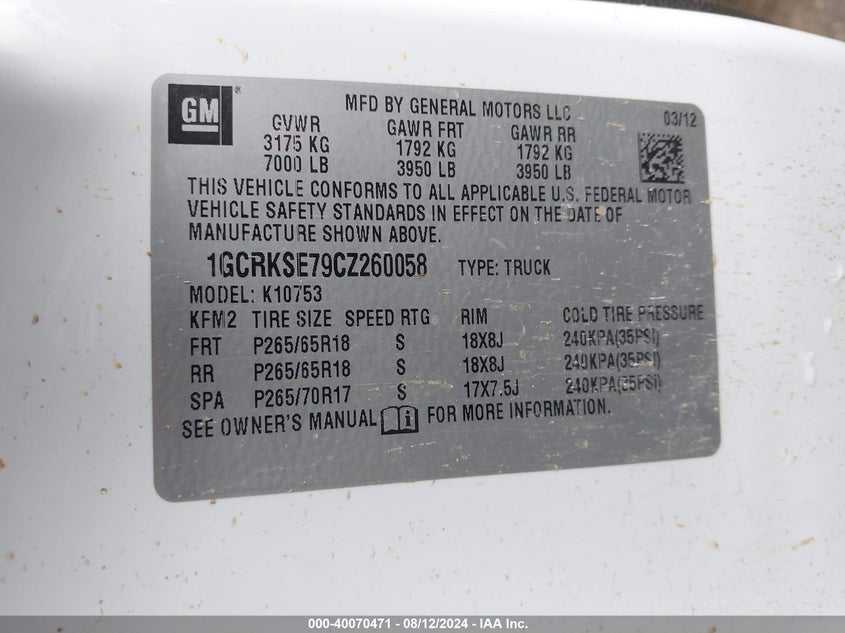 GM ®
MFD BY GENERAL MOTORS LLC 03/12
GVWR GAWR FRT GAWR RR
3175 KG 1792 KG 1792 KG
7000 LB 3950 LB 3950 LB
THIS VEHICLE CONFORMS TO ALL APPLICABLE U.S. FEDERAL MOTOR
VEHICLE SAFETY STANDARDS IN EFFECT ON THE DATE OF
MANUFACTURE SHOWN ABOVE.
1GCRKSE79CZ260058 TYPE: TRUCK
MODEL: K10753
KFM2 TIRE SIZE SPEED RTG RIM COLD TIRE PRESSURE
FRT P265/65R18 S 18X8J 240KPA(35PSI)
RR P265/65R18 S 18X8J 240KPA(35PSI)
SPA P265/70R17 S 17X7.5J 240KPA(35PSI)
SEE OWNER'S MANUAL i FOR MORE INFORMATION.
000-40070471 - 08/12/2024 - IAA Inc.